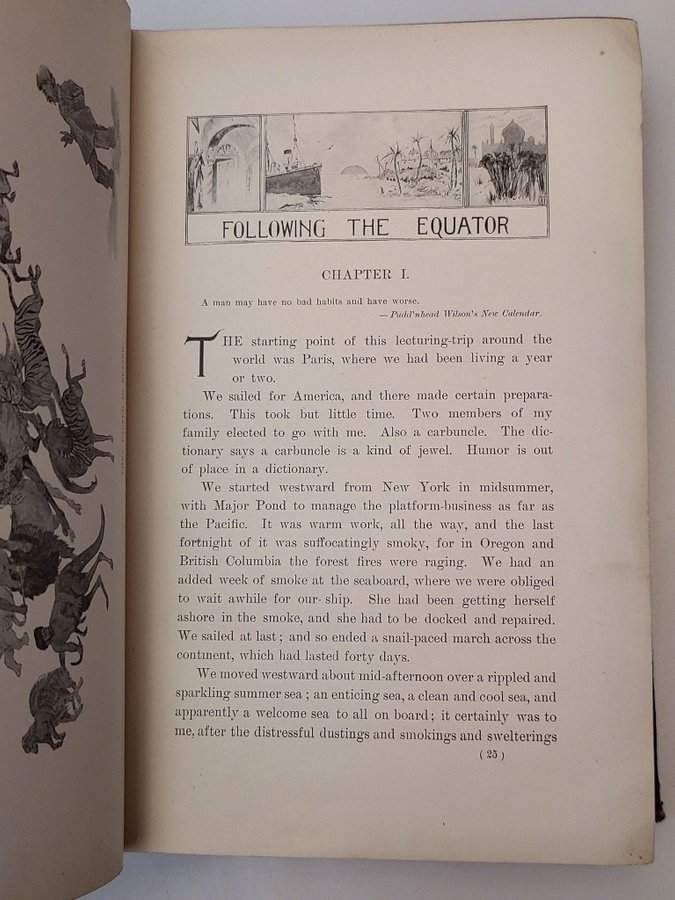 FOLLOWING THE EQUATOR
CHAPTER I.
A man may have no bad habits and have worse.
— Pudd'nhead Wilson's New Calendar.
THE starting point of this lecturing-trip around the
world was Paris, where we had been living a year
or two.
We sailed for America, and there made certain prepara-
tions. This took but little time. Two members of my
family elected to go with me. Also a carbuncle. The dic-
tionary says a carbuncle is a kind of jewel. Humor is out
of place in a dictionary.
We started westward from New York in midsummer,
with Major Pond to manage the platform-business as far as
the Pacific. It was warm work, all the way, and the last
fortnight of it was suffocatingly smoky, for in Oregon and
British Columbia the forest fires were raging. We had an
added week of smoke at the seaboard, where we were obliged
to wait awhile for our ship. She had been getting herself
ashore in the smoke, and she had to be docked and repaired.
We sailed at last; and so ended a snail-paced march across the
continent, which had lasted forty days.
We moved westward about mid-afternoon over a rippled and
sparkling summer sea; an enticing sea, a clean and cool sea, and
apparently a welcome sea to all on board; it certainly was to
me, after the distressful dustings and smokings and swelterings
(25)